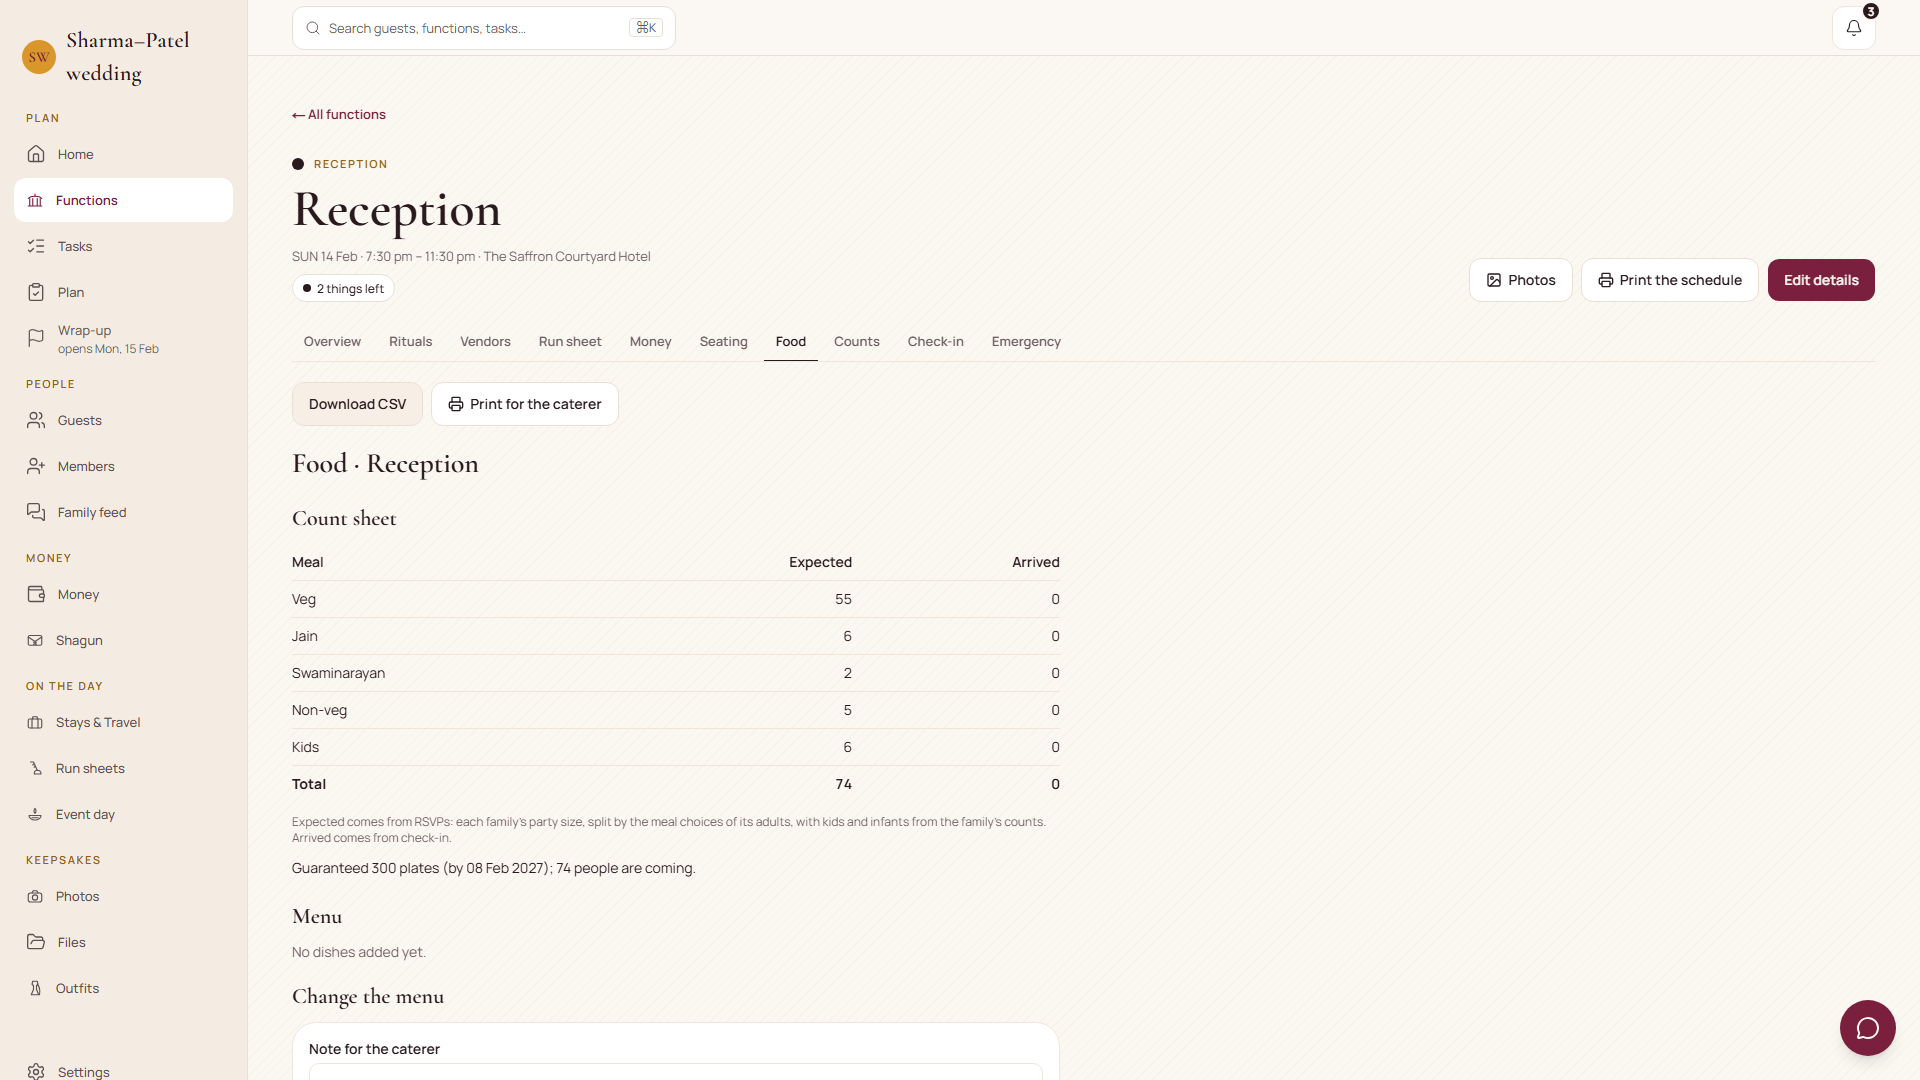 SW
Sharma–Patel
wedding
PLAN
Home
Functions
Tasks
Plan
Wrap-up
opens Mon, 15 Feb
PEOPLE
Guests
Members
Family feed
MONEY
Money
Shagun
ON THE DAY
Stays & Travel
Run sheets
Event day
KEEPSAKES
Photos
Files
Outfits
Settings
Search guests, functions, tasks...
⌘K
3
← All functions
RECEPTION
Reception
SUN 14 Feb · 7:30 pm – 11:30 pm · The Saffron Courtyard Hotel
2 things left
Photos
Print the schedule
Edit details
Overview Rituals Vendors Run sheet Money Seating Food Counts Check-in Emergency
Download CSV
Print for the caterer
Food · Reception
Count sheet
Meal Expected Arrived
Veg 55 0
Jain 6 0
Swaminarayan 2 0
Non-veg 5 0
Kids 6 0
Total 74 0
Expected comes from RSVPs: each family's party size, split by the meal choices of its adults, with kids and infants from the family's counts.
Arrived comes from check-in.
Guaranteed 300 plates (by 08 Feb 2027); 74 people are coming.
Menu
No dishes added yet.
Change the menu
Note for the caterer